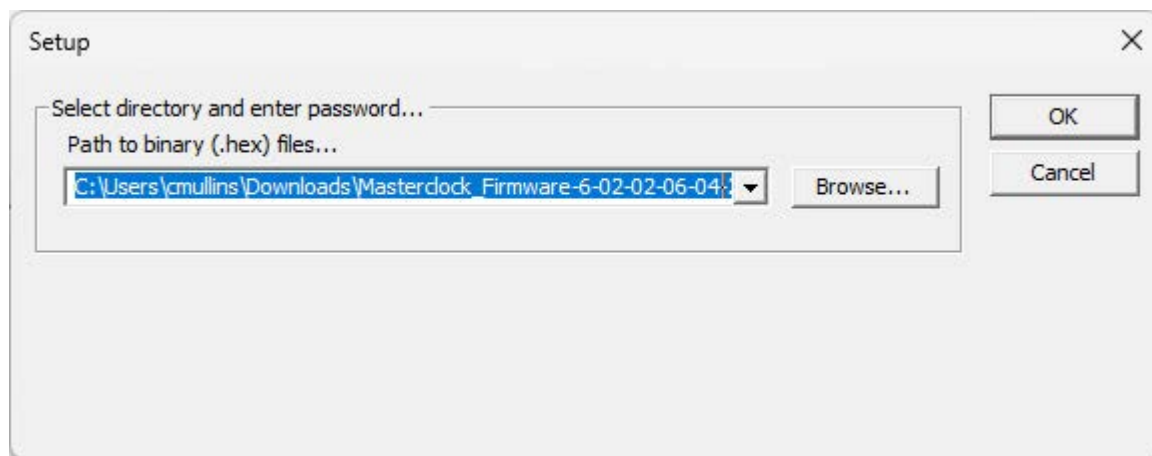 Setup
Select directory and enter password...
OK
Path to binary (.hex) files...
C:\Users\cmullins\Downloads\Masterclock_Firmware-6-02-02-06-04-
Browse...
Cancel